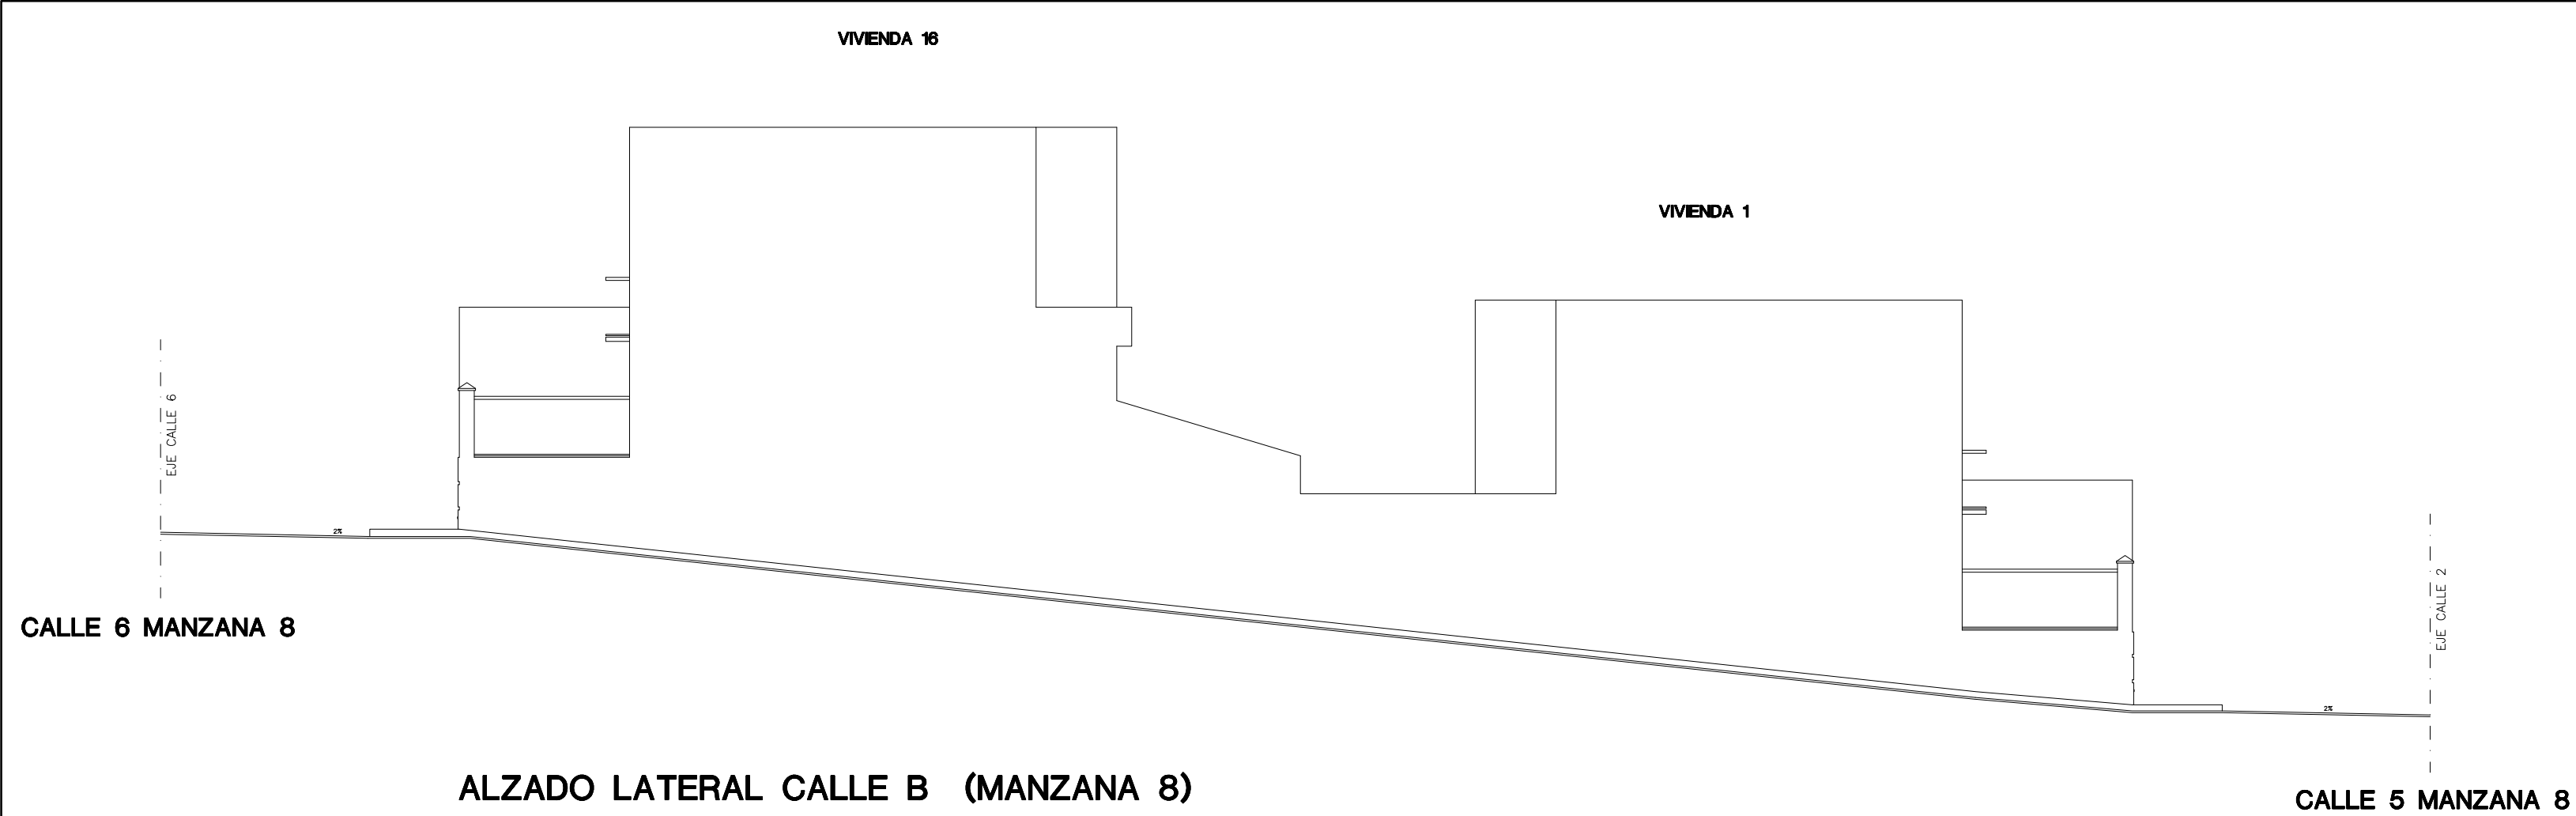 VIVIENDA 16
VIVIENDA 1
EJE CALLE 6
2%
CALLE 6 MANZANA 8
EJE CALLE 2
2%
ALZADO LATERAL CALLE B (MANZANA 8)
CALLE 5 MANZANA 8